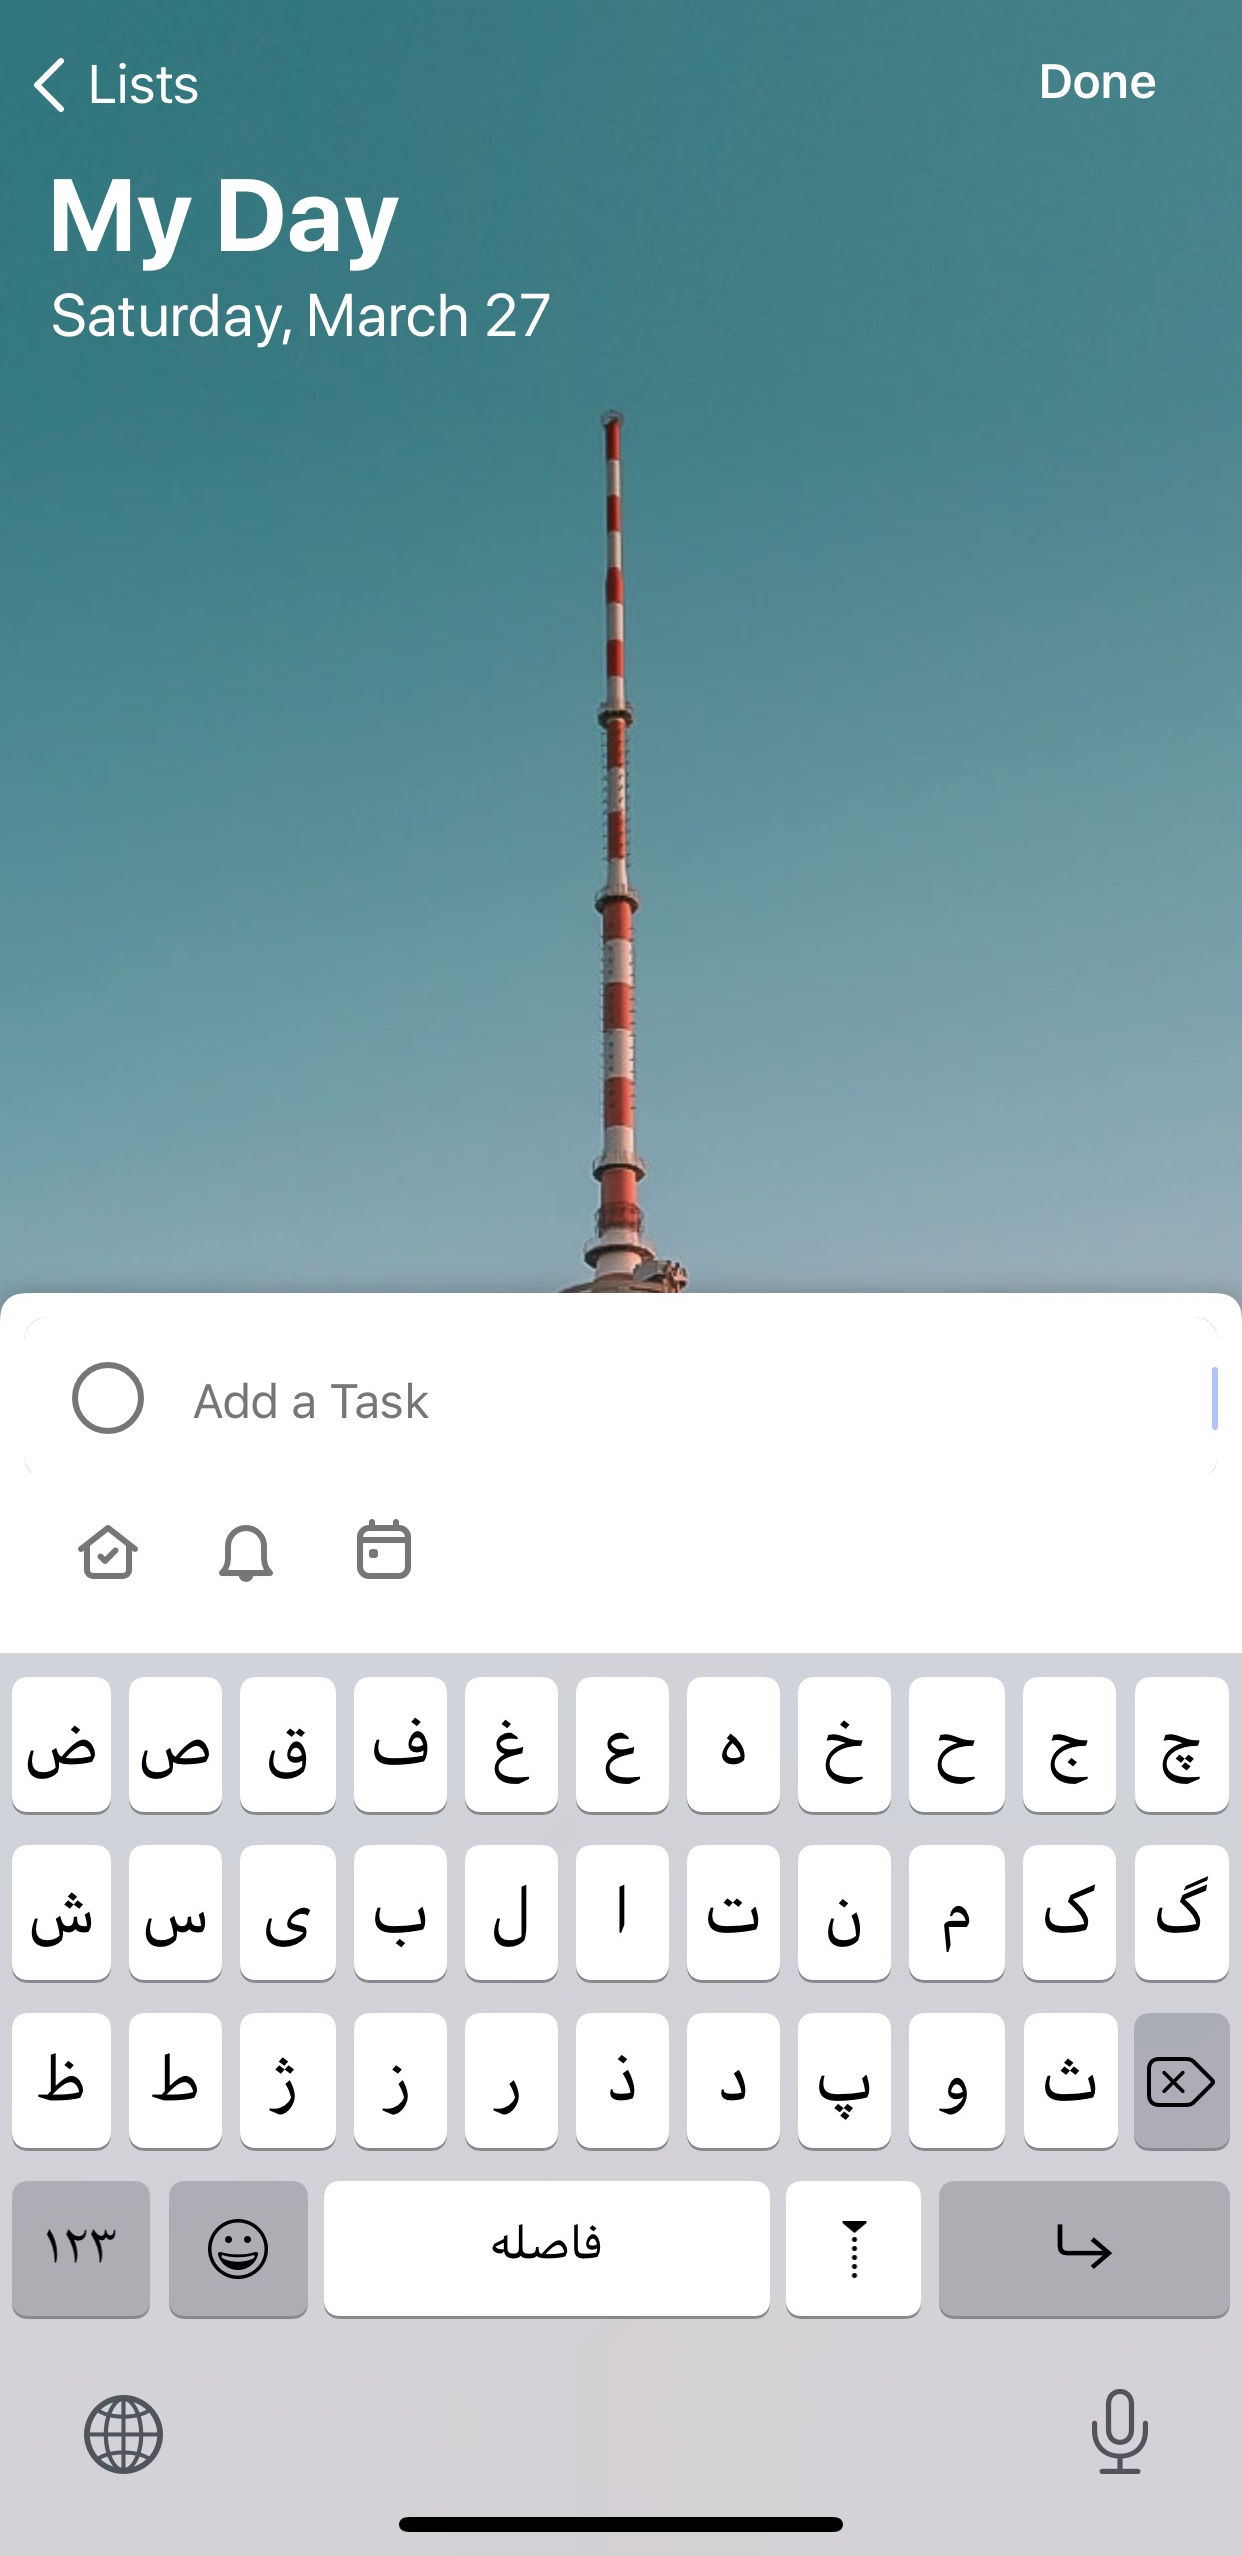 Lists
Done
My Day
Saturday, March 27
Add a Task
ض ص ق ف غ ع ه خ ح ج چ
ش س ی ب ل ا ت ن م ک گ
ظ ط ژ ز ر ذ د پ و ث
۱۲۳ فاصله